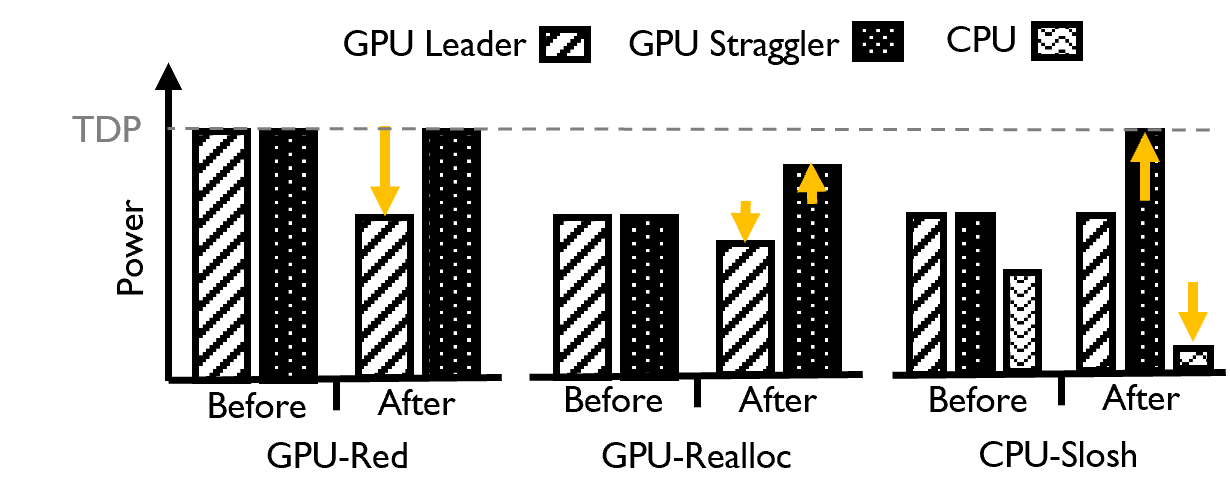 GPU Leader GPU Straggler CPU
TDP
Power
Before After Before After Before After
GPU-Red GPU-Realloc CPU-Slosh